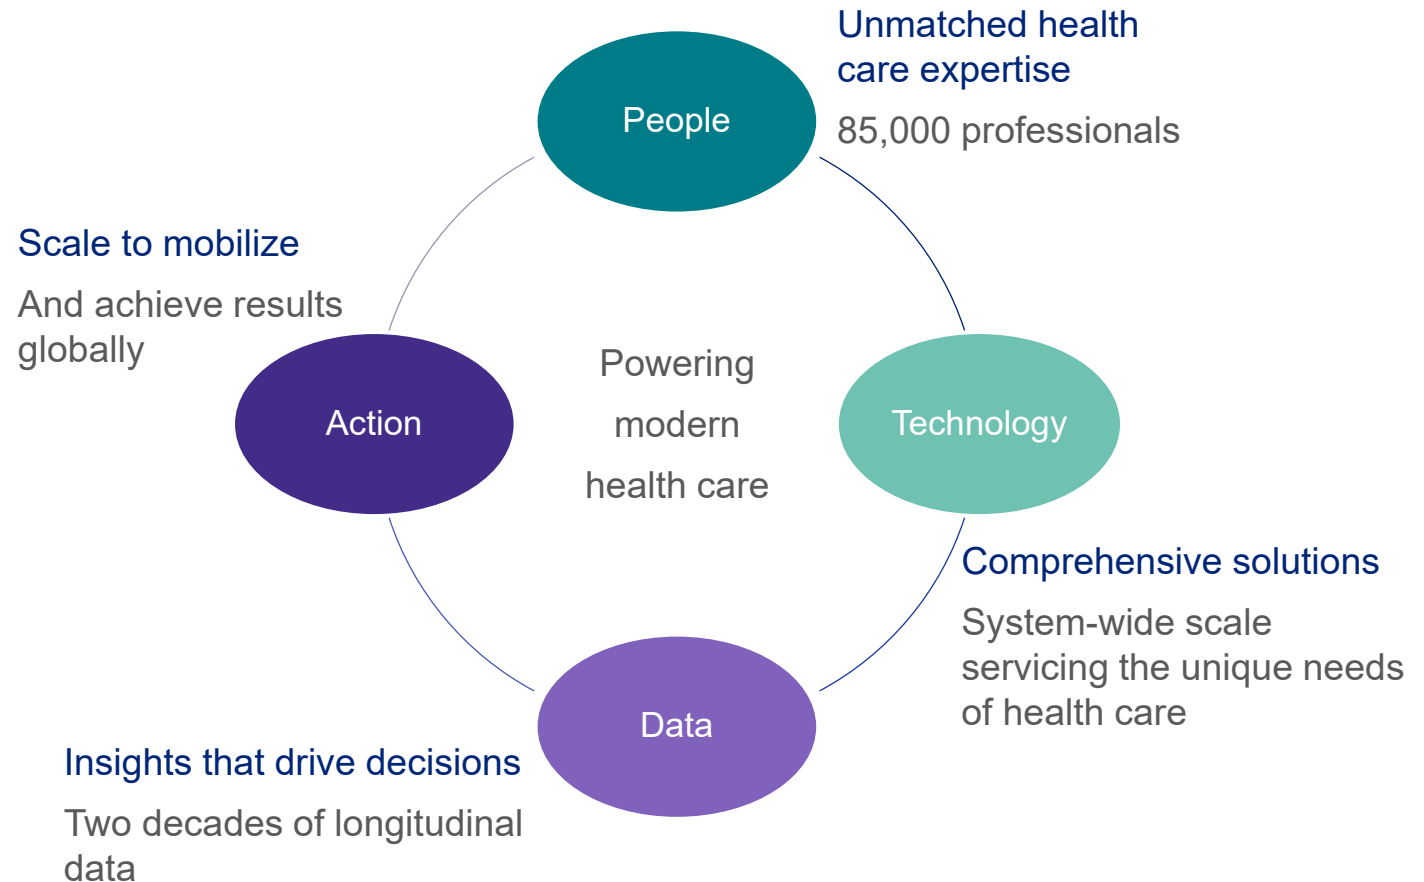 People
Unmatched health
care expertise
85,000 professionals
Scale to mobilize
And achieve results
globally
Action
Powering
modern
health care
Technology
Comprehensive solutions
System-wide scale
servicing the unique needs
of health care
Data
Insights that drive decisions
Two decades of longitudinal
data